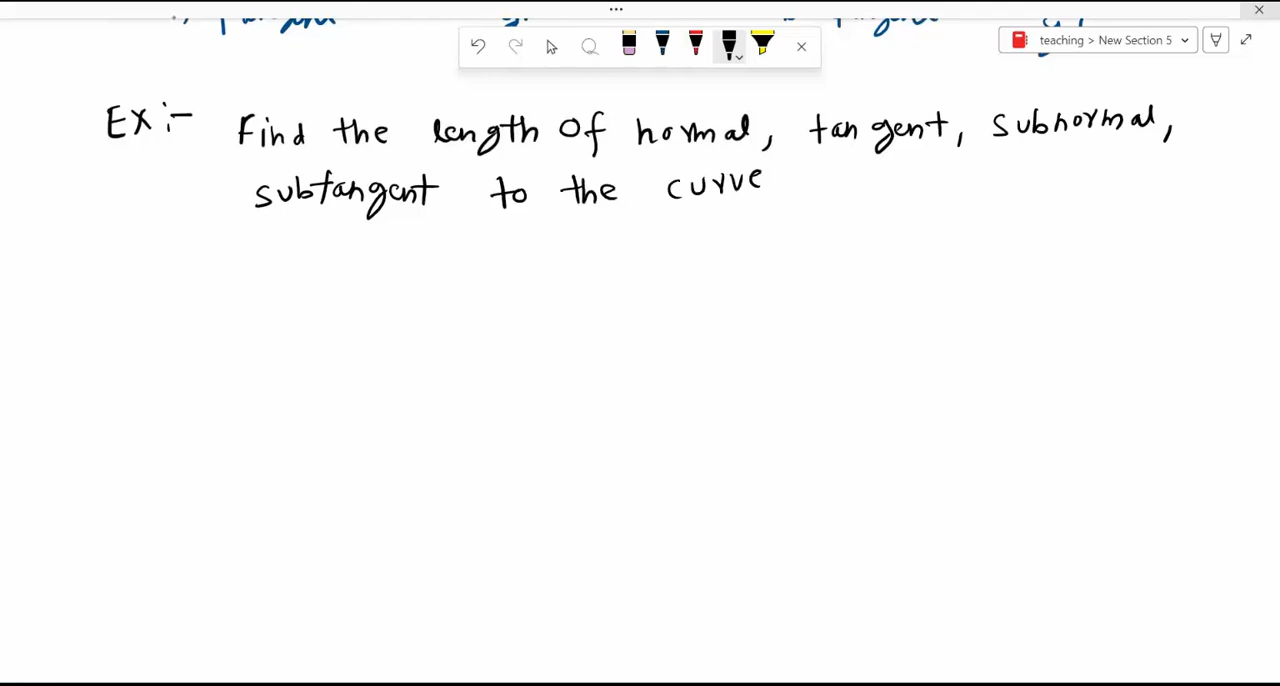 teaching > New Section 5
Ex:- Find the length of normal, tangent, subnormal,
subtangent to the curve